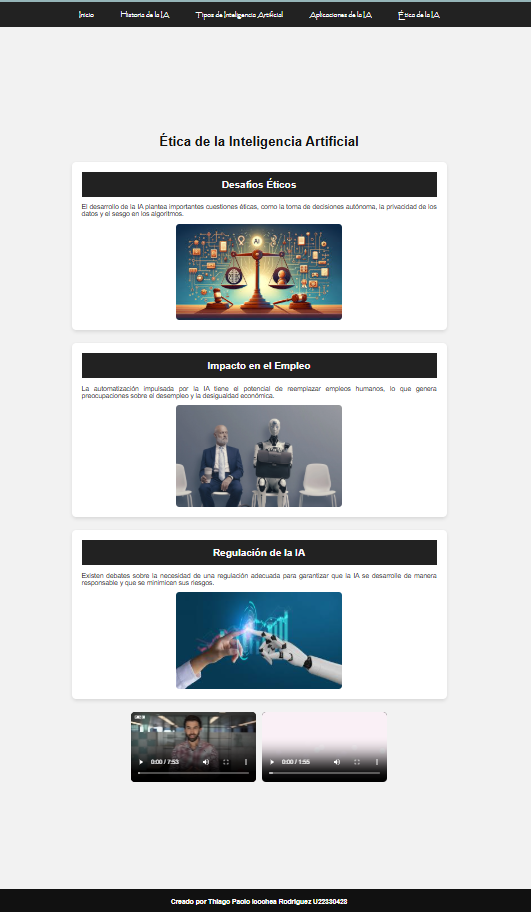 Inicio Historia de la IA Tipos de Inteligencia Artificial Aplicaciones de la IA Ética de la IA
Ética de la Inteligencia Artificial
Desafíos Éticos
El desarrollo de la IA plantea importantes cuestiones éticas, como la toma de decisiones autónoma, la privacidad de los
datos y el sesgo en los algoritmos.
AI
Impacto en el Empleo
La automatización impulsada por la IA tiene el potencial de reemplazar empleos humanos, lo que genera
preocupaciones sobre el desempleo y la desigualdad económica.
Regulación de la IA
Existen debates sobre la necesidad de una regulación adecuada para garantizar que la IA se desarrolle de manera
responsable y que se minimicen sus riesgos.
0:00 / 7:53
0:00 / 1:55
Creado por Thiago Paolo Rodriguez U22330423